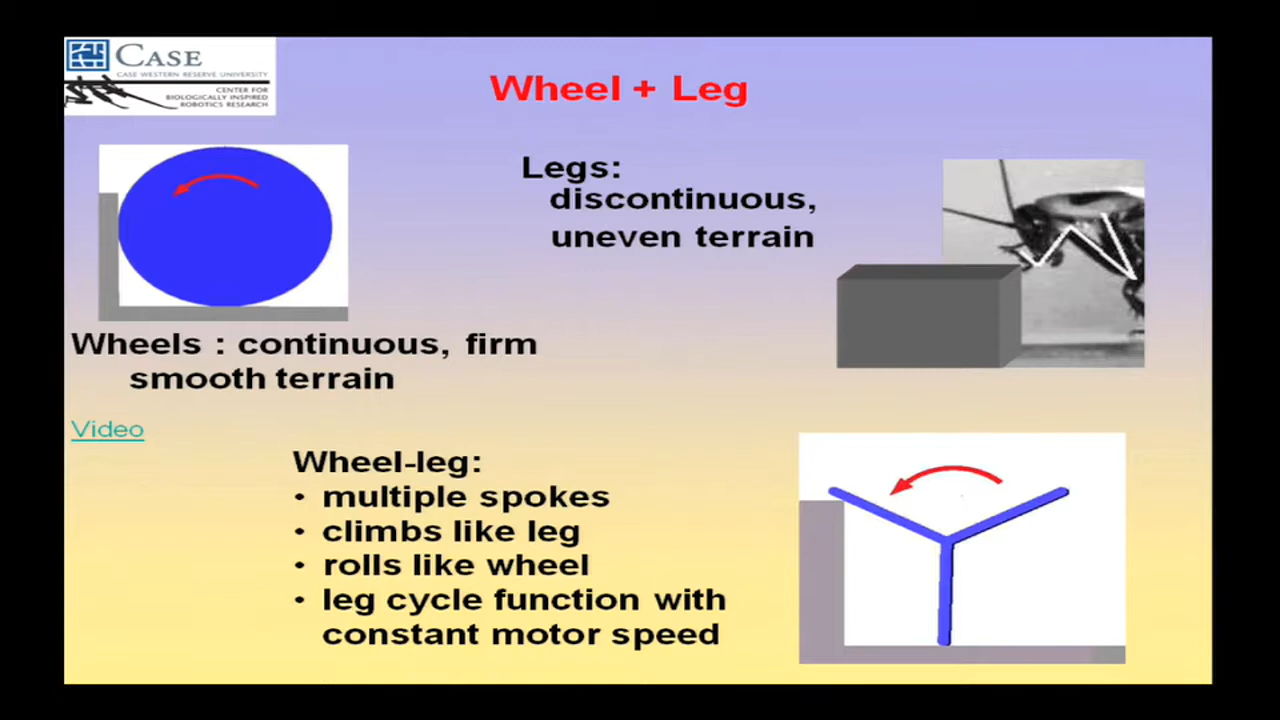 CASE
CASE WESTERN RESERVE UNIVERSITY
CENTER FOR
BIOLOGICALLY INSPIRED
ROBOTICS RESEARCH
Wheel + Leg
Legs:
discontinuous,
uneven terrain
Wheels : continuous, firm
smooth terrain
Video
Wheel-leg:
• multiple spokes
• climbs like leg
• rolls like wheel
• leg cycle function with
constant motor speed